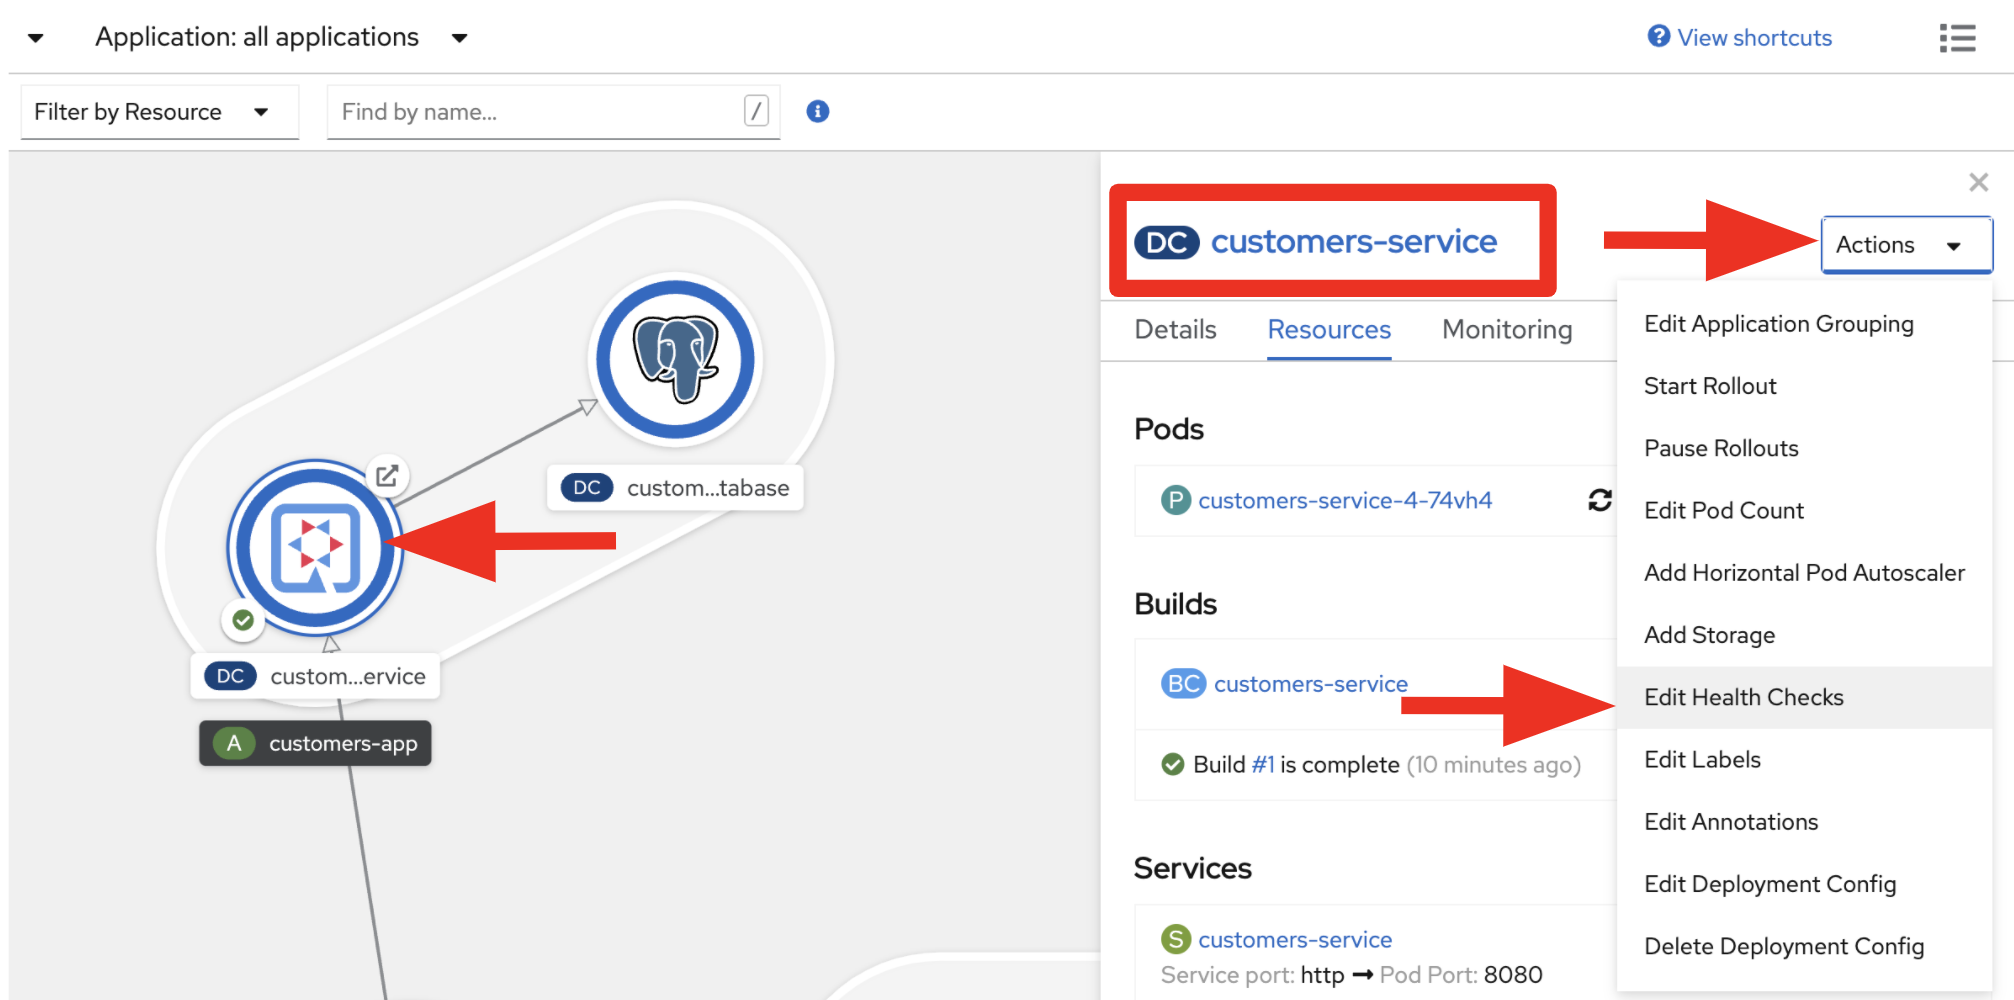 Application: all applications
View shortcuts
Filter by Resource
Find by name...
/
DC customers-service
Actions
Details
Resources
Monitoring
Edit Application Grouping
Start Rollout
Pause Rollouts
Edit Pod Count
Add Horizontal Pod Autoscaler
Add Storage
Edit Health Checks
Edit Labels
Edit Annotations
Edit Deployment Config
Delete Deployment Config
Pods
P customers-service-4-74vh4
Builds
BC customers-service
Build #1 is complete (10 minutes ago)
Services
S customers-service
Service port: http → Pod Port: 8080
DC custom...tabase
DC custom...ervice
A customers-app